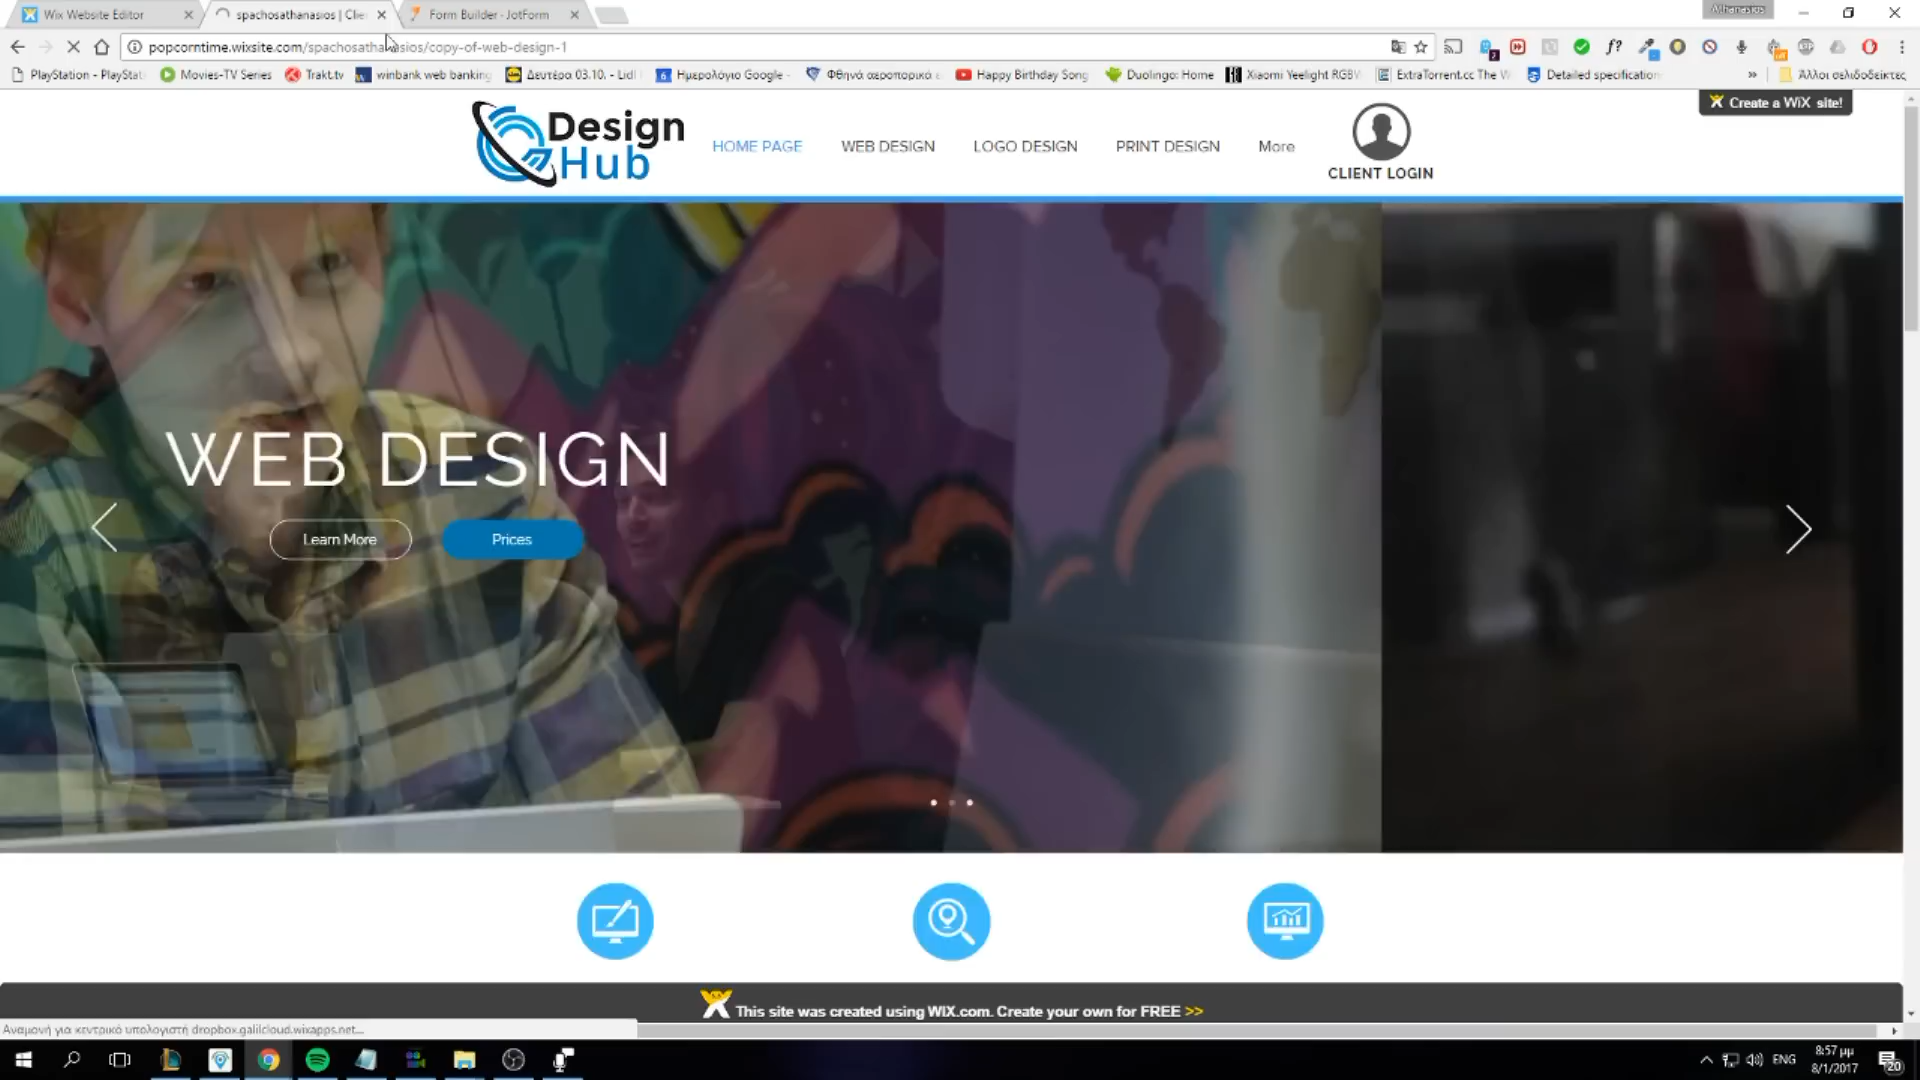 Wix Website Editor
spachosathanasios | Clie
Form Builder - JotForm
Athanasios
popcorntime.wixsite.com/spachosathanasios/copy-of-web-design-1
PlayStation - PlayStat
Movies-TV Series
Trakt.tv
winbank web banking
Δευτέρα 03.10. - Lidl
Ημερολόγιο Google -
Φθηνά αεροπορικά ε
Happy Birthday Song
Duolingo: Home
Xiaomi Yeelight RGBW
ExtraTorrent.cc The W
Detailed specification
»
Άλλοι σελιδοδείκτες
Create a WiX site!
Design
Hub
HOME PAGE
WEB DESIGN
LOGO DESIGN
PRINT DESIGN
More
CLIENT LOGIN
WEB DESIGN
Learn More
Prices
This site was created using WIX.com. Create your own for FREE >>
Αναμονή για κεντρικό υπολογιστή dropbox.galilcloud.wixapps.net...
ENG
8:57 μμ
8/1/2017
20